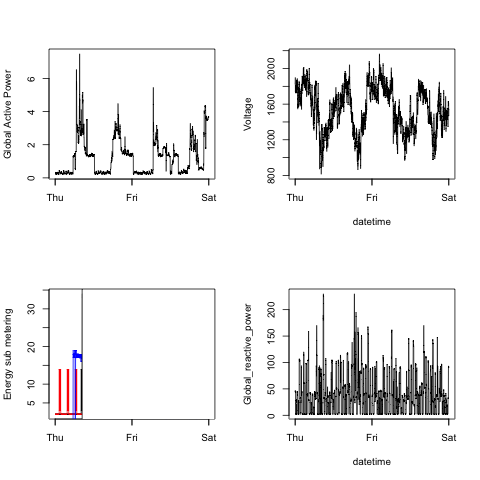 Global Active Power
0 2 4 6
Thu Fri Sat
Voltage
800 1200 1600 2000
Thu Fri Sat
datetime
Energy sub metering
5 10 20 30
Thu Fri Sat
Global_reactive_power
0 50 100 150 200
Thu Fri Sat
datetime